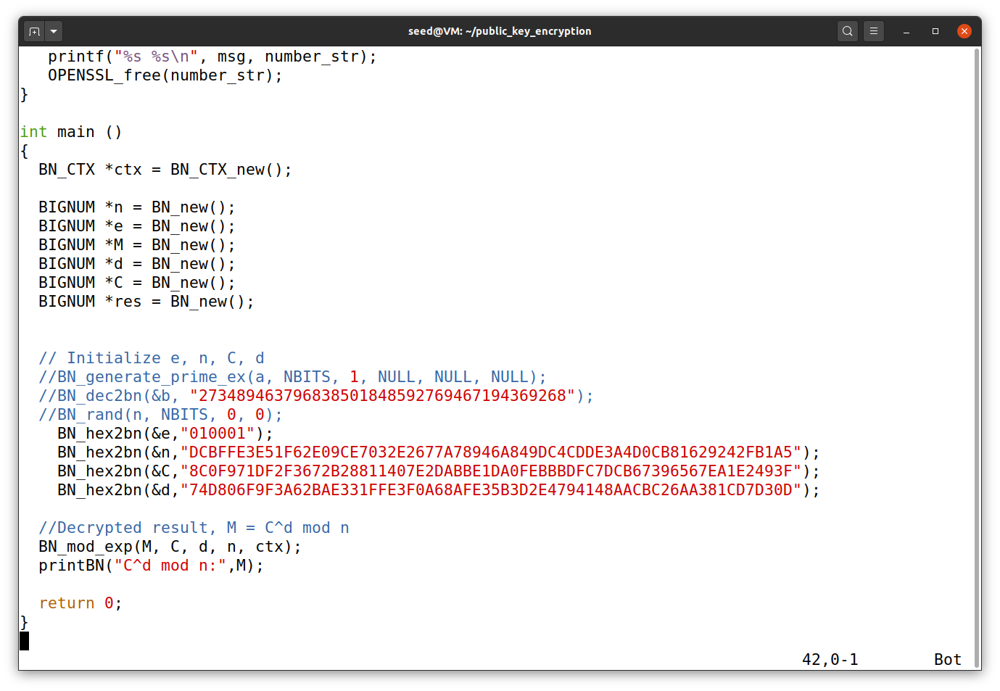 seed@VM: ~/public_key_encryption
   printf("%s %s\n", msg, number_str);
   OPENSSL_free(number_str);
}

int main ()
{
  BN_CTX *ctx = BN_CTX_new();

  BIGNUM *n = BN_new();
  BIGNUM *e = BN_new();
  BIGNUM *M = BN_new();
  BIGNUM *d = BN_new();
  BIGNUM *C = BN_new();
  BIGNUM *res = BN_new();

  // Initialize e, n, C, d
  //BN_generate_prime_ex(a, NBITS, 1, NULL, NULL, NULL);
  //BN_dec2bn(&b, "273489463796838501848592769467194369268");
  //BN_rand(n, NBITS, 0, 0);
    BN_hex2bn(&e,"010001");
    BN_hex2bn(&n,"DCBFFE3E51F62E09CE7032E2677A78946A849DC4CDDE3A4D0CB81629242FB1A5");
    BN_hex2bn(&C,"8C0F971DF2F3672B28811407E2DABBE1DA0FEBBBDFC7DCB67396567EA1E2493F");
    BN_hex2bn(&d,"74D806F9F3A62BAE331FFE3F0A68AFE35B3D2E4794148AACBC26AA381CD7D30D");

  //Decrypted result, M = C^d mod n
  BN_mod_exp(M, C, d, n, ctx);
  printBN("C^d mod n:",M);

  return 0;
}
42,0-1 Bot